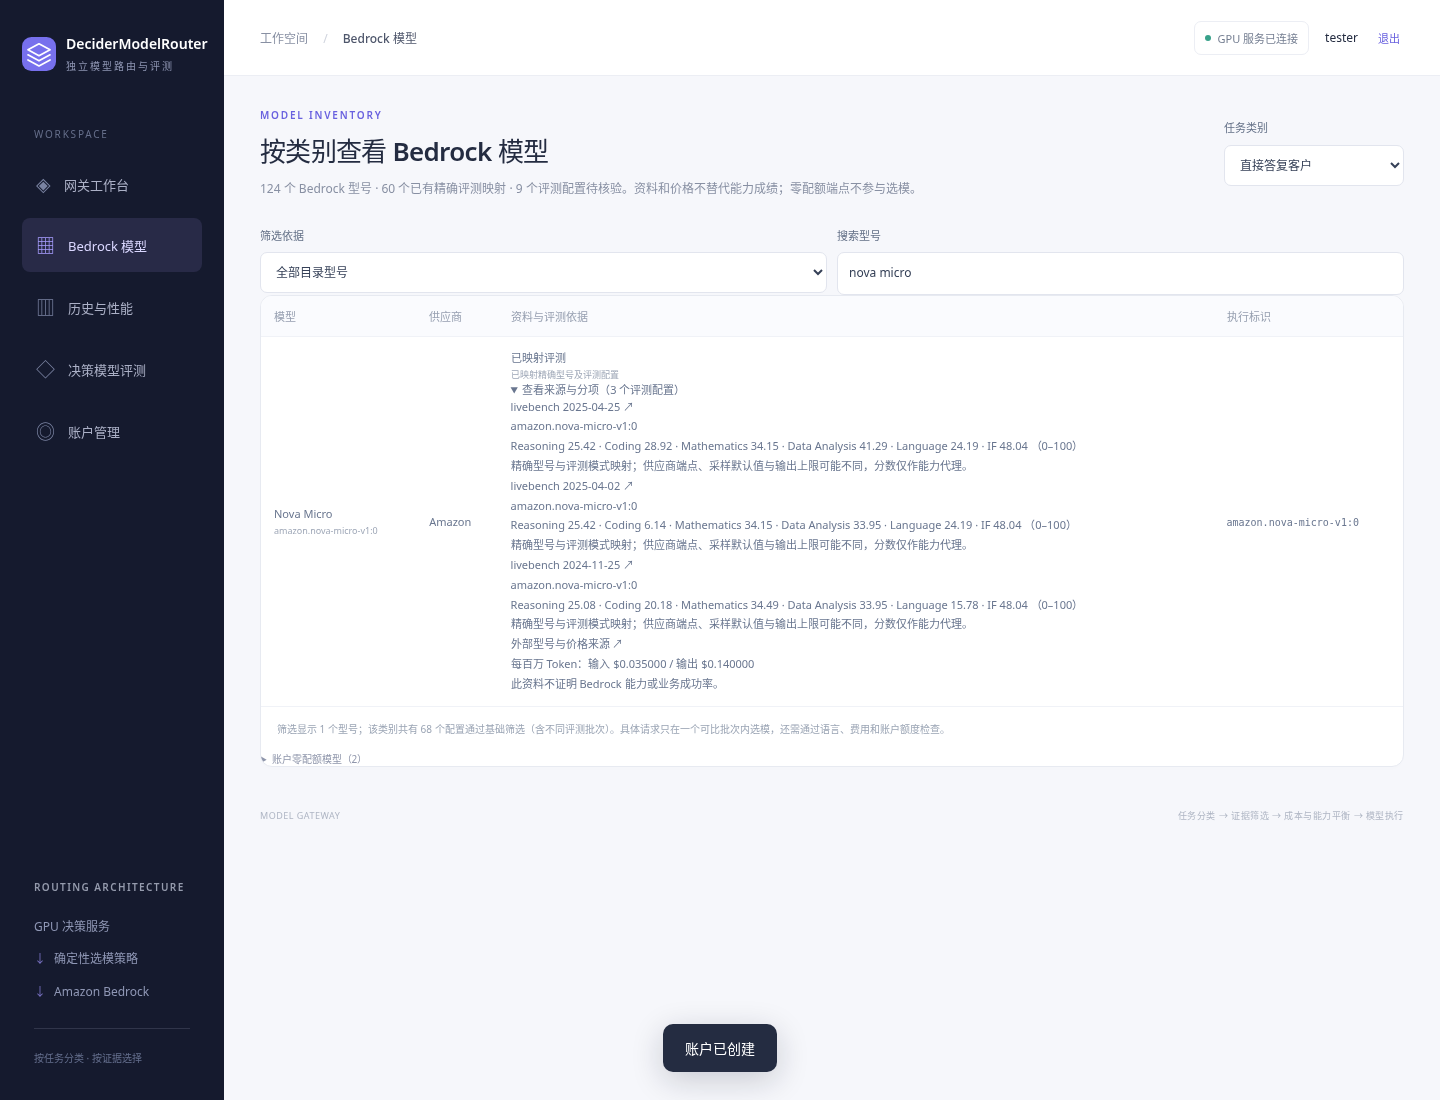 DeciderModelRouter
独立模型路由与评测
WORKSPACE
网关工作台
Bedrock 模型
历史与性能
决策模型评测
账户管理
ROUTING ARCHITECTURE
GPU 决策服务
↓ 确定性选模策略
↓ Amazon Bedrock
按任务分类 · 按证据选择
工作空间 / Bedrock 模型
GPU 服务已连接
tester
退出
MODEL INVENTORY
按类别查看 Bedrock 模型
124 个 Bedrock 型号 · 60 个已有精确评测映射 · 9 个评测配置待核验。资料和价格不替代能力成绩；零配额端点不参与选模。
任务类别
直接答复客户
筛选依据
全部目录型号
搜索型号
nova micro
模型 供应商 资料与评测依据 执行标识
Nova Micro
amazon.nova-micro-v1:0
Amazon
已映射评测
已映射精确型号及评测配置
▼ 查看来源与分项（3 个评测配置）
livebench 2025-04-25 ↗
amazon.nova-micro-v1:0
Reasoning 25.42 · Coding 28.92 · Mathematics 34.15 · Data Analysis 41.29 · Language 24.19 · IF 48.04 （0–100）
精确型号与评测模式映射；供应商端点、采样默认值与输出上限可能不同，分数仅作能力代理。
livebench 2025-04-02 ↗
amazon.nova-micro-v1:0
Reasoning 25.42 · Coding 6.14 · Mathematics 34.15 · Data Analysis 33.95 · Language 24.19 · IF 48.04 （0–100）
精确型号与评测模式映射；供应商端点、采样默认值与输出上限可能不同，分数仅作能力代理。
livebench 2024-11-25 ↗
amazon.nova-micro-v1:0
Reasoning 25.08 · Coding 20.18 · Mathematics 34.49 · Data Analysis 33.95 · Language 15.78 · IF 48.04 （0–100）
精确型号与评测模式映射；供应商端点、采样默认值与输出上限可能不同，分数仅作能力代理。
外部型号与价格来源 ↗
每百万 Token：输入 $0.035000 / 输出 $0.140000
此资料不证明 Bedrock 能力或业务成功率。
amazon.nova-micro-v1:0
筛选显示 1 个型号；该类别共有 68 个配置通过基础筛选（含不同评测批次）。具体请求只在一个可比批次内选模，还需通过语言、费用和账户额度检查。
账户零配额模型（2）
MODEL GATEWAY
任务分类 → 证据筛选 → 成本与能力平衡 → 模型执行
账户已创建